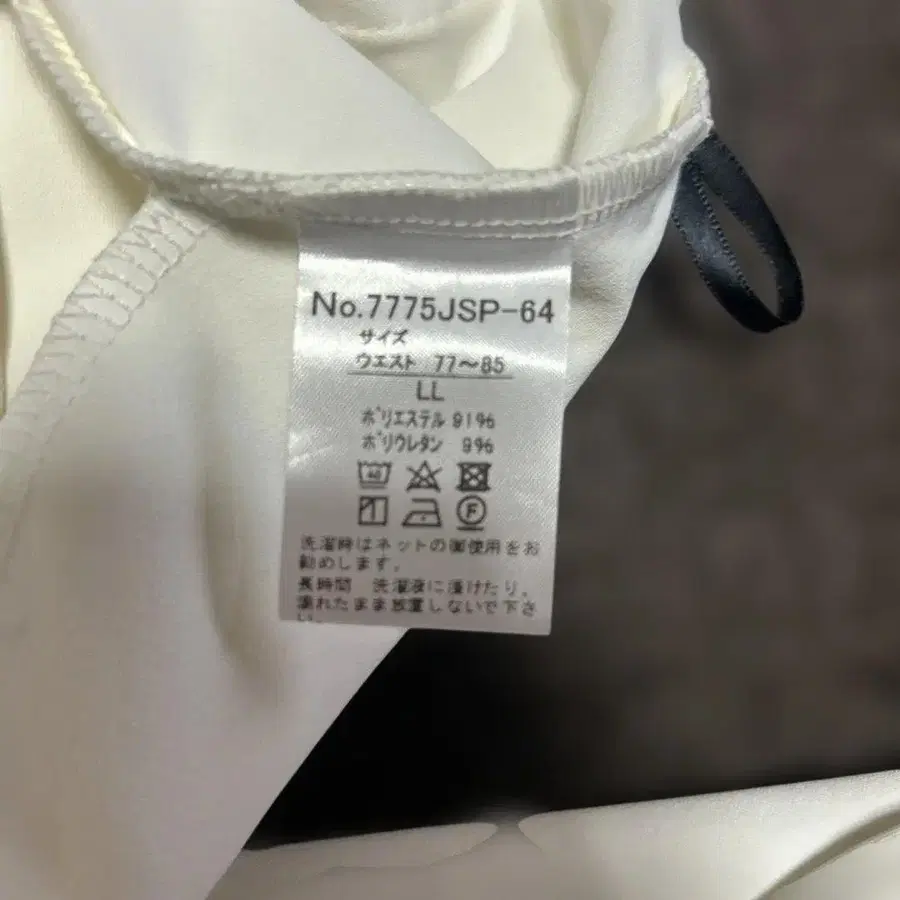 No.7775JSP-64
サイズ
ウエスト 77〜85
LL
ポリエステル 91%
ポリウレタン 9%
40
F
洗濯時はネットの御使用をお
勧めします。
長時間 洗濯液に浸けたり、
濡れたまま放置しないで下さ
い。